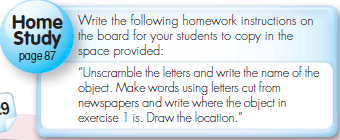 Home
Study
page 87
Write the following homework instructions on
the board for your students to copy in the
space provided:
“Unscramble the letters and write the name of the
object. Make words using letters cut from
newspapers and write where the object in
exercise 1 is. Draw the location.”
9